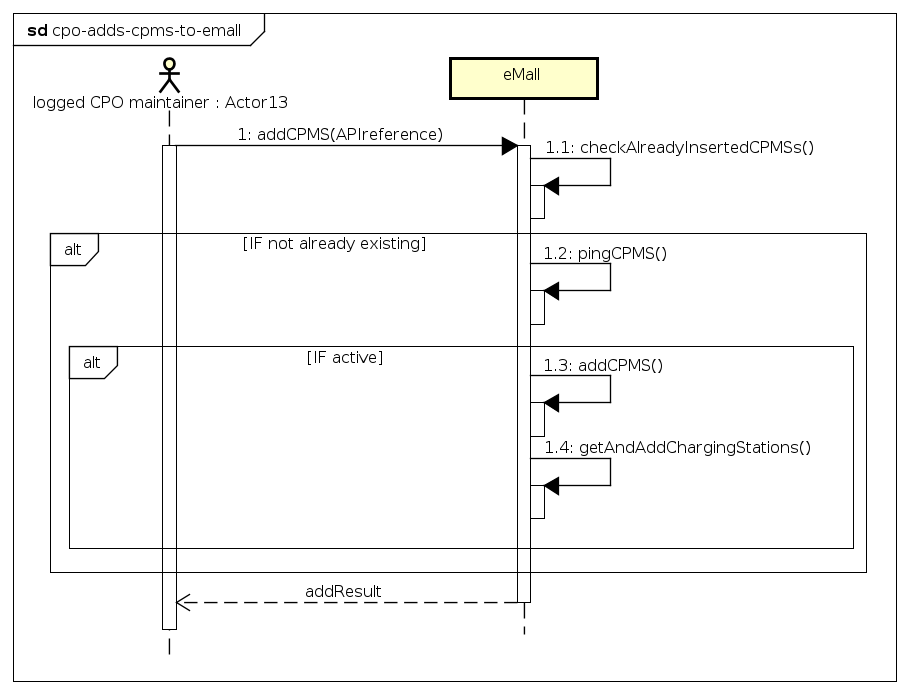 sd cpo-adds-cpms-to-emall
eMall
logged CPO maintainer : Actor13
1: addCPMS(APIreference)
1.1: checkAlreadyInsertedCPMSs()
alt
[IF not already existing]
1.2: pingCPMS()
alt
[IF active]
1.3: addCPMS()
1.4: getAndAddChargingStations()
addResult